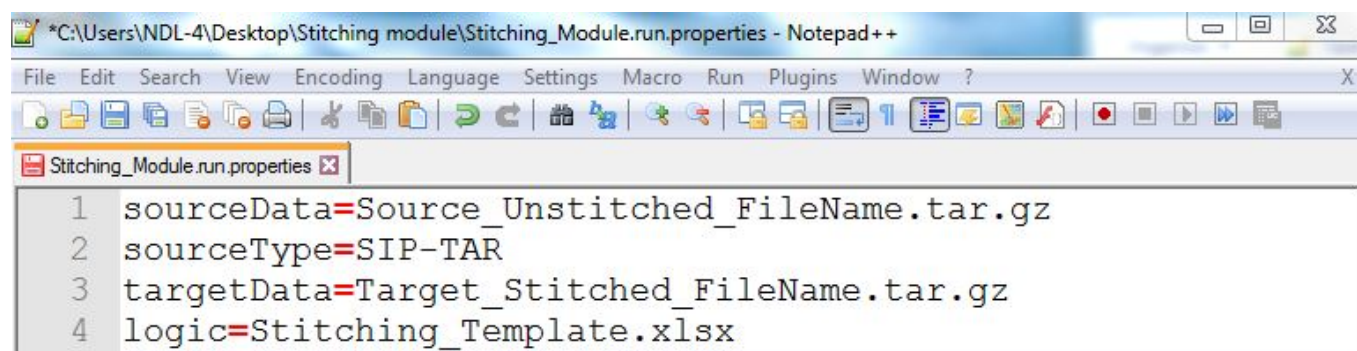 *C:\Users\NDL-4\Desktop\Stitching module\Stitching_Module.run.properties - Notepad++
File Edit Search View Encoding Language Settings Macro Run Plugins Window ? X
Stitching_Module.run.properties
1 sourceData=Source_Unstitched_FileName.tar.gz
2 sourceType=SIP-TAR
3 targetData=Target_Stitched_FileName.tar.gz
4 logic=Stitching_Template.xlsx